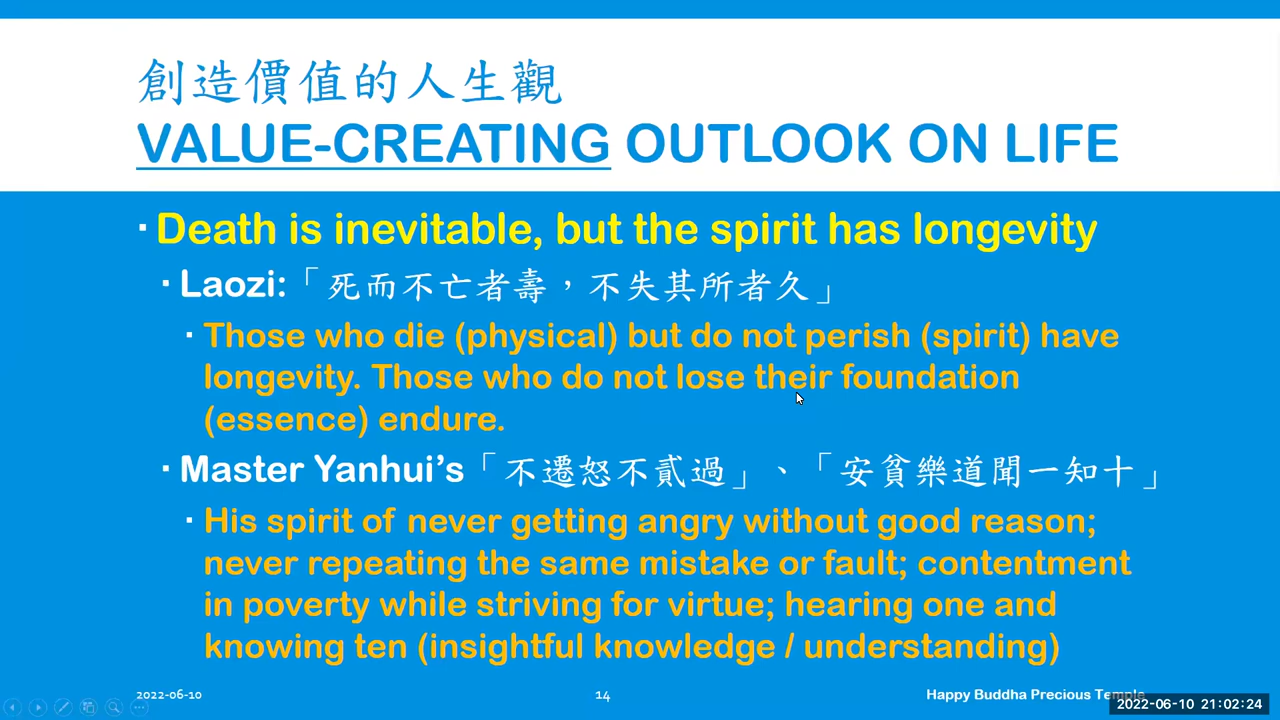 創造價值的人生觀
VALUE-CREATING OUTLOOK ON LIFE
Death is inevitable, but the spirit has longevity
Laozi:「死而不亡者壽，不失其所者久」
Those who die (physical) but do not perish (spirit) have
longevity. Those who do not lose their foundation
(essence) endure.
Master Yanhui’s「不遷怒不貳過」、「安貧樂道聞一知十」
His spirit of never getting angry without good reason;
never repeating the same mistake or fault; contentment
in poverty while striving for virtue; hearing one and
knowing ten (insightful knowledge / understanding)
2022-06-10
14
Happy Buddha Precious Temple
2022-06-10 21:02:24